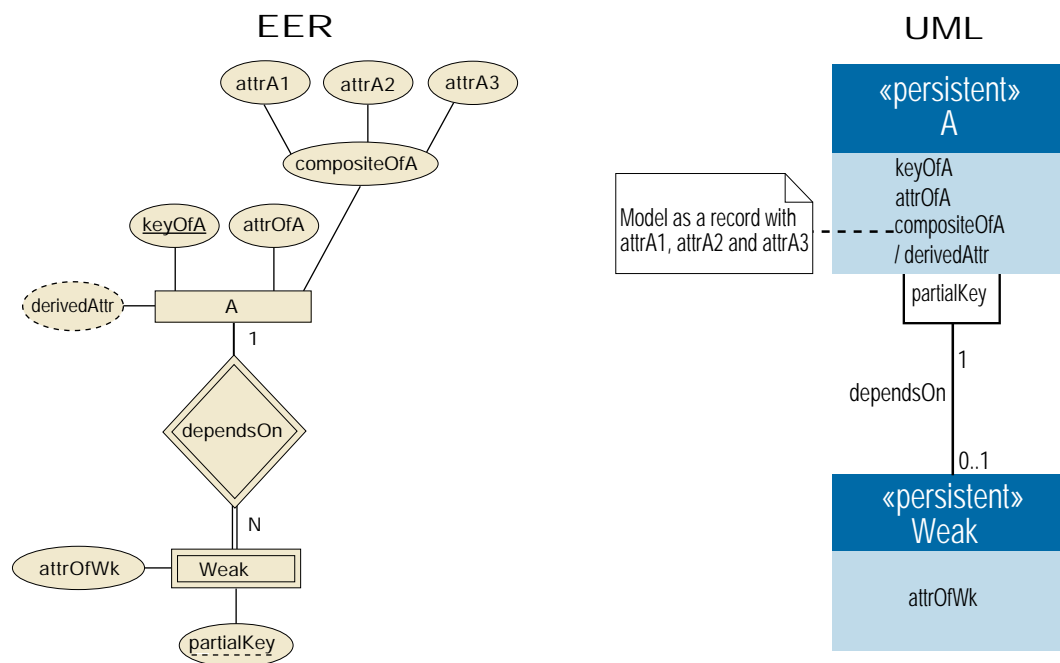 EER
attrA1
attrA2
attrA3
compositeOfA
keyOfA
attrOfA
derivedAttr
A
1
dependsOn
N
attrOfWk
Weak
partialKey
UML
«persistent»
A
keyOfA
attrOfA
compositeOfA
/ derivedAttr
Model as a record with
attrA1, attrA2 and attrA3
partialKey
1
dependsOn
0..1
«persistent»
Weak
attrOfWk